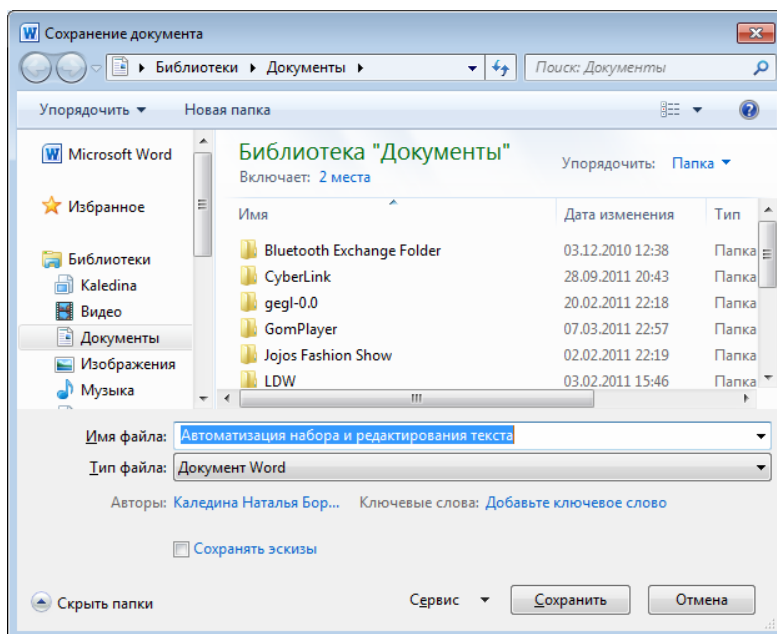 Сохранение документа
Библиотеки Документы
Поиск: Документы
Упорядочить Новая папка
Microsoft Word
Избранное
Библиотеки
Kaledina
Видео
Документы
Изображения
Музыка
Библиотека "Документы"
Включает: 2 места
Упорядочить: Папка
Имя Дата изменения Тип
Bluetooth Exchange Folder 03.12.2010 12:38 Папка
CyberLink 28.09.2011 20:43 Папка
gegl-0.0 20.02.2011 22:18 Папка
GomPlayer 07.03.2011 22:57 Папка
Jojos Fashion Show 02.02.2011 22:19 Папка
LDW 03.02.2011 15:46 Папка
Имя файла: Автоматизация набора и редактирования текста
Тип файла: Документ Word
Авторы: Каледина Наталья Бор... Ключевые слова: Добавьте ключевое слово
Сохранять эскизы
Скрыть папки Сервис Сохранить Отмена